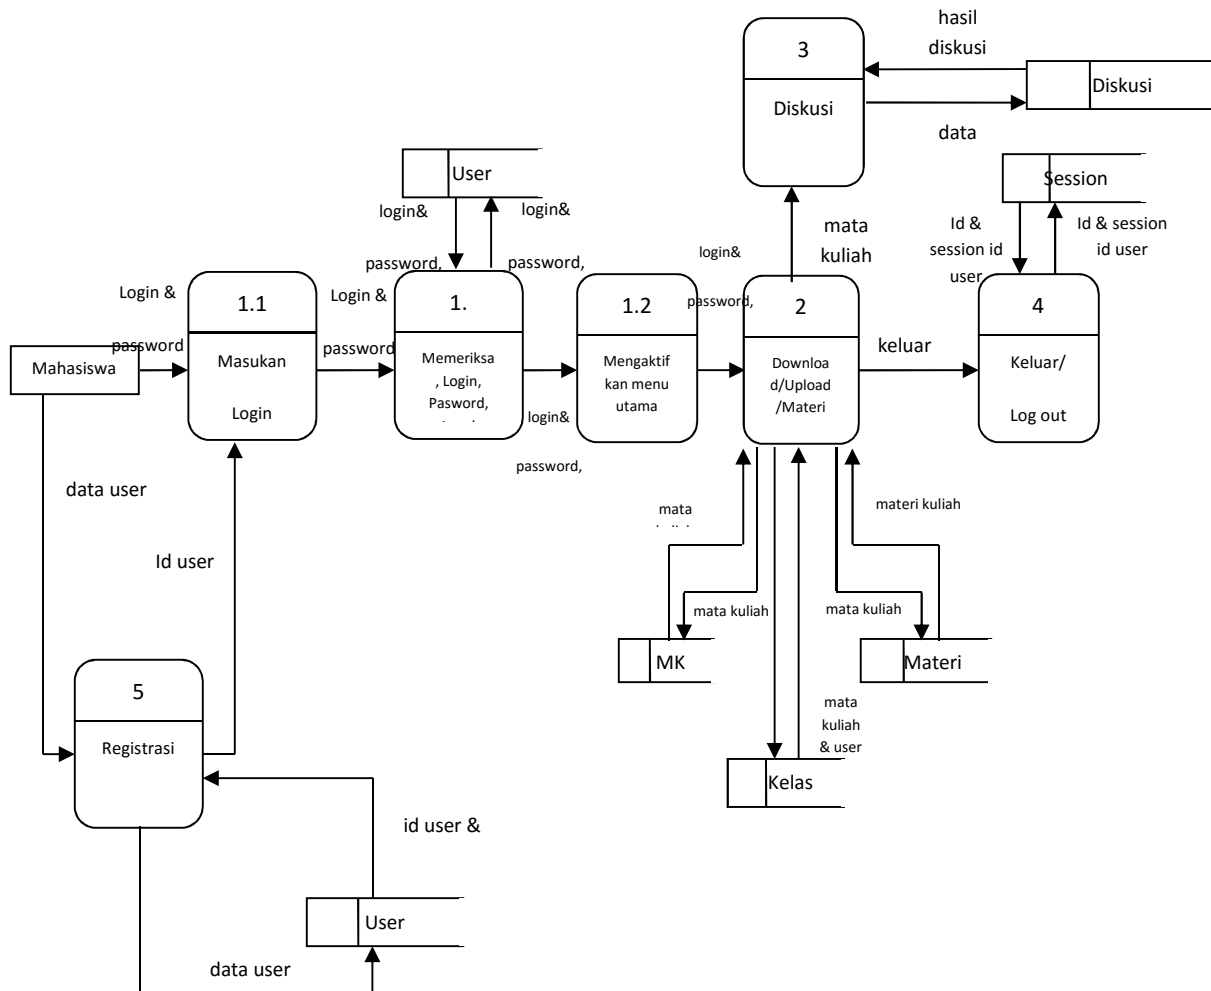 hasil
diskusi
3
Diskusi
Diskusi
data
User
login&
login&
password,
password,
mata
kuliah
Session
Id &
session id
user
Id & session
id user
Login &
password
1.1
Masukan
Login
Login &
password
1.
Memeriksa
, Login,
Pasword,
1.2
Mengaktif
kan menu
utama
login&
password,
login&
password,
2
Downloa
d/Upload
/Materi
keluar
4
Keluar/
Log out
Mahasiswa
data user
Id user
mata
materi kuliah
mata kuliah
mata kuliah
MK
Materi
mata
kuliah
& user
Kelas
5
Registrasi
id user &
User
data user